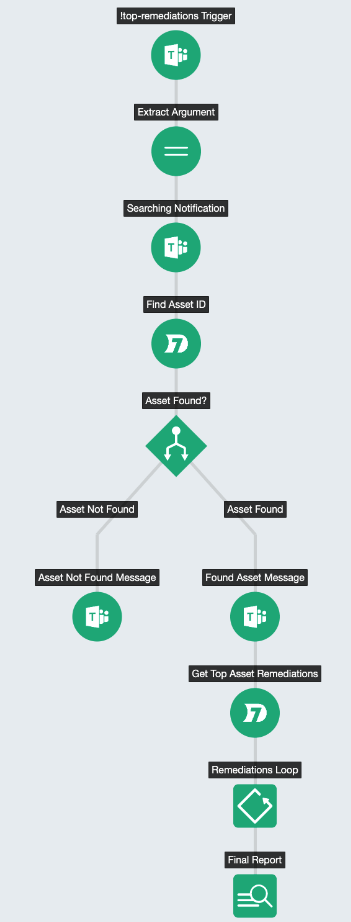 !top-remediations Trigger
Extract Argument
Searching Notification
Find Asset ID
Asset Found?
Asset Not Found
Asset Found
Asset Not Found Message
Found Asset Message
Get Top Asset Remediations
Remediations Loop
Final Report